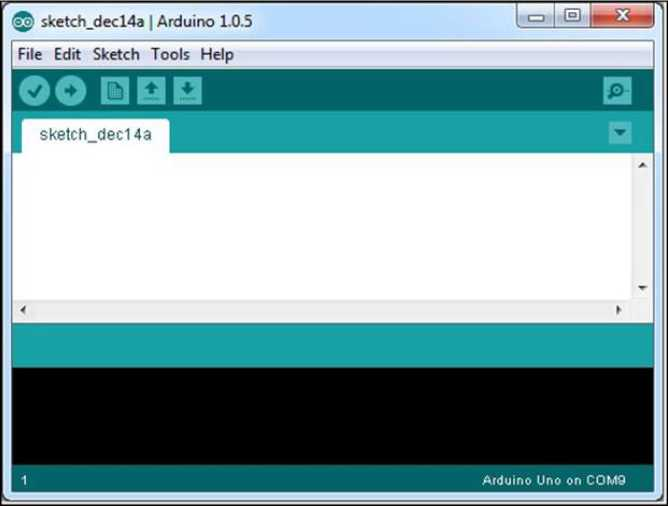 sketch_dec14a | Arduino 1.0.5
File Edit Sketch Tools Help
sketch_dec14a
1 Arduino Uno on COM9